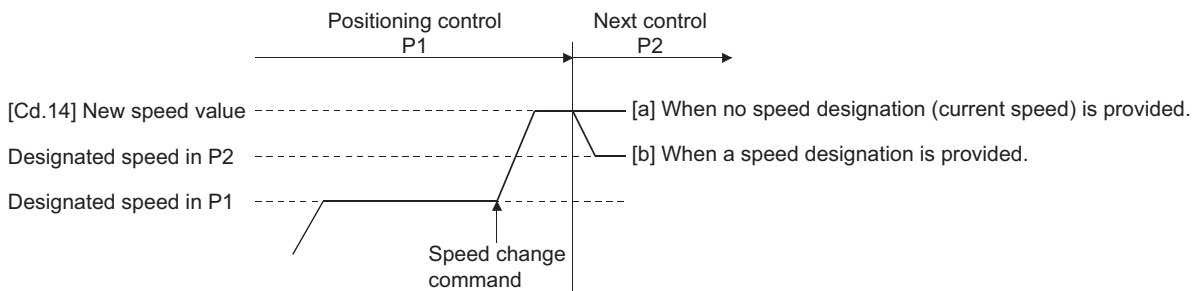 Positioning control
P1
Next control
P2
[Cd.14] New speed value
[a] When no speed designation (current speed) is provided.
Designated speed in P2
[b] When a speed designation is provided.
Designated speed in P1
Speed change
command